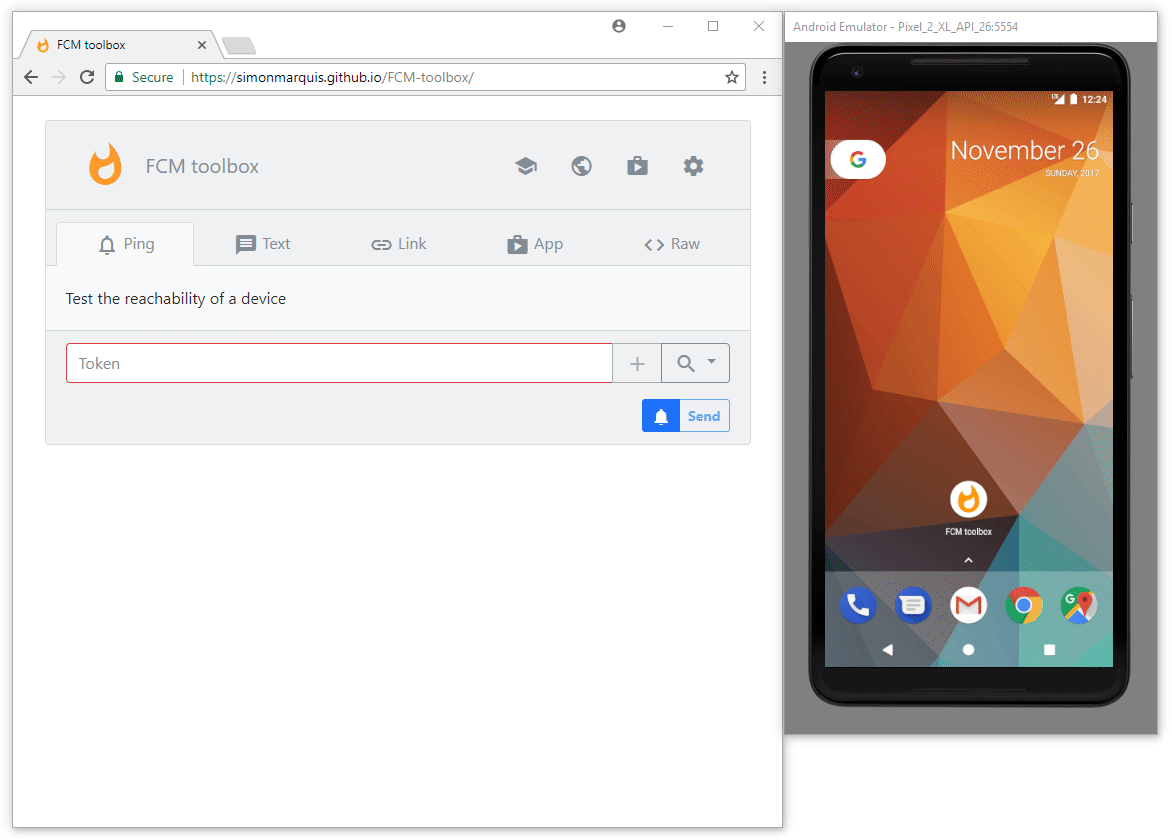 FCM toolbox
Secure
https://simonmarquis.github.io/FCM-toolbox/
FCM toolbox
Ping
Text
Link
App
Raw
Test the reachability of a device
Token
Send
Android Emulator - Pixel_2_XL_API_26:5554
LTE
12:24
G
November 26
SUNDAY, 2017
FCM toolbox
G